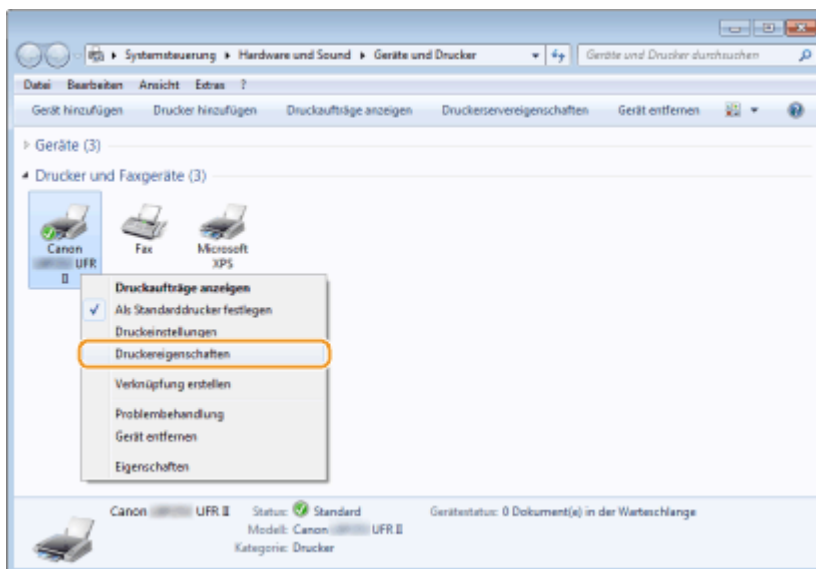 Systemsteuerung ▸ Hardware und Sound ▸ Geräte und Drucker Geräte und Drucker durchsuchen
Datei Bearbeiten Ansicht Extras ?
Gerät hinzufügen Drucker hinzufügen Druckaufträge anzeigen Druckerservereigenschaften Gerät entfernen
Geräte (3)
Drucker und Faxgeräte (3)
Canon
UFR
II
Fax
Microsoft
XPS
Druckaufträge anzeigen
Als Standarddrucker festlegen
Druckeinstellungen
Druckereigenschaften
Verknüpfung erstellen
Problembehandlung
Gerät entfernen
Eigenschaften
Canon UFR II Status: Standard Gerätestatus: 0 Dokument(e) in der Warteschlange
Modell: Canon UFR II
Kategorie: Drucker